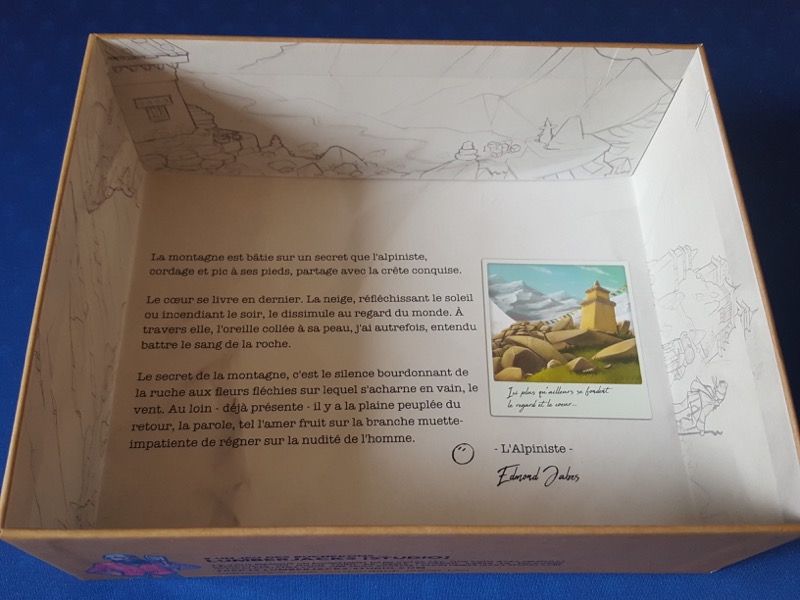 La montagne est bâtie sur un secret que l'alpiniste,
cordage et pic à ses pieds, partage avec la crête conquise.
Le cœur se livre en dernier. La neige, réfléchissant le soleil
ou incendiant le soir, le dissimule au regard du monde. À
travers elle, l'oreille collée à sa peau, j'ai autrefois, entendu
battre le sang de la roche.
Le secret de la montagne, c'est le silence bourdonnant de
la ruche aux fleurs fléchies sur lequel s'acharne en vain, le
vent. Au loin - déjà présente - il y a la plaine peuplée du
retour, la parole, tel l'amer fruit sur la branche muette-
impatiente de régner sur la nudité de l'homme.
Ici plus qu'ailleurs se fondent
le regard et le cœur...
- L'Alpiniste -
Edmond Jabes
LUMBERJACKS [STUDIO]